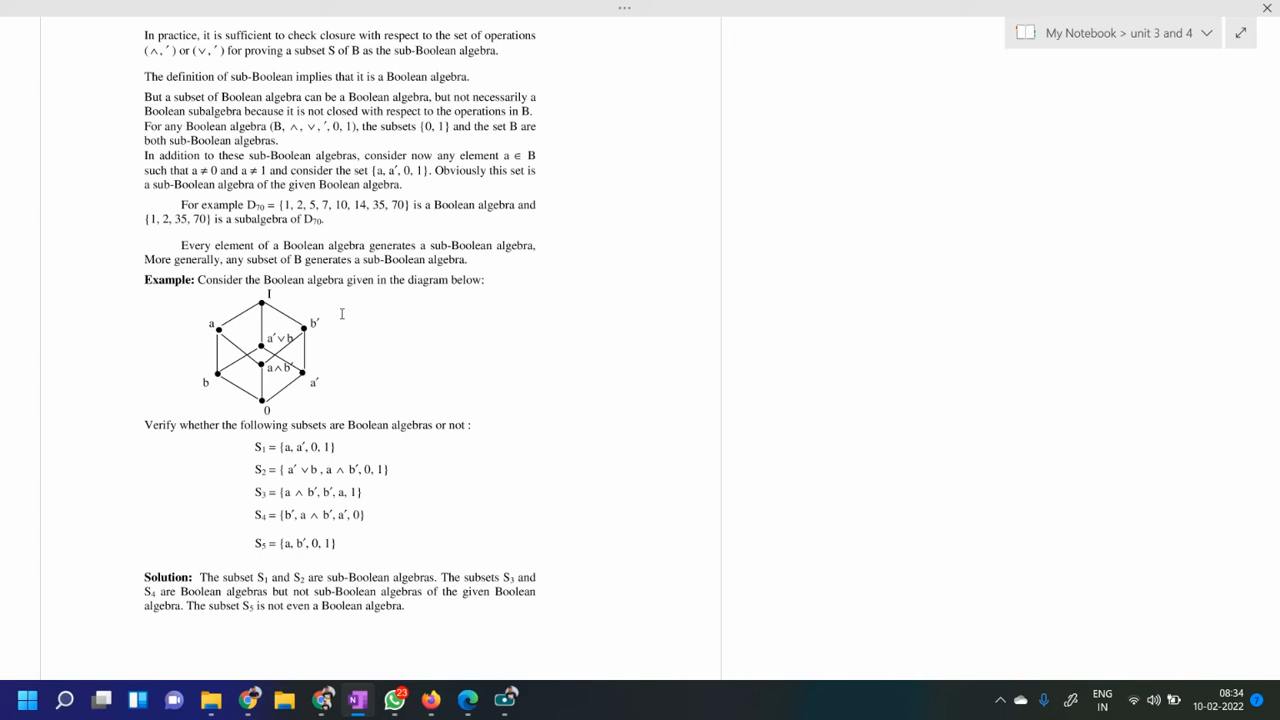 My Notebook > unit 3 and 4
In practice, it is sufficient to check closure with respect to the set of operations
(∧, ′ ) or (∨, ′ ) for proving a subset S of B as the sub-Boolean algebra.
The definition of sub-Boolean implies that it is a Boolean algebra.
But a subset of Boolean algebra can be a Boolean algebra, but not necessarily a
Boolean subalgebra because it is not closed with respect to the operations in B.
For any Boolean algebra (B, ∧, ∨, ′, 0, 1), the subsets {0, 1} and the set B are
both sub-Boolean algebras.
In addition to these sub-Boolean algebras, consider now any element a ∈ B
such that a ≠ 0 and a ≠ 1 and consider the set {a, a′, 0, 1}. Obviously this set is
a sub-Boolean algebra of the given Boolean algebra.
For example D₇₀ = {1, 2, 5, 7, 10, 14, 35, 70} is a Boolean algebra and
{1, 2, 35, 70} is a subalgebra of D₇₀.
Every element of a Boolean algebra generates a sub-Boolean algebra,
More generally, any subset of B generates a sub-Boolean algebra.
Example: Consider the Boolean algebra given in the diagram below:
I
a
b′
a′∨b
a∧b′
b
a′
0
Verify whether the following subsets are Boolean algebras or not :
S₁ = {a, a′, 0, 1}
S₂ = { a′ ∨b , a ∧ b′, 0, 1}
S₃ = {a ∧ b′, b′, a, 1}
S₄ = {b′, a ∧ b′, a′, 0}
S₅ = {a, b′, 0, 1}
Solution: The subset S₁ and S₂ are sub-Boolean algebras. The subsets S₃ and
S₄ are Boolean algebras but not sub-Boolean algebras of the given Boolean
algebra. The subset S₅ is not even a Boolean algebra.
23
ENG
IN
08:34
10-02-2022
7